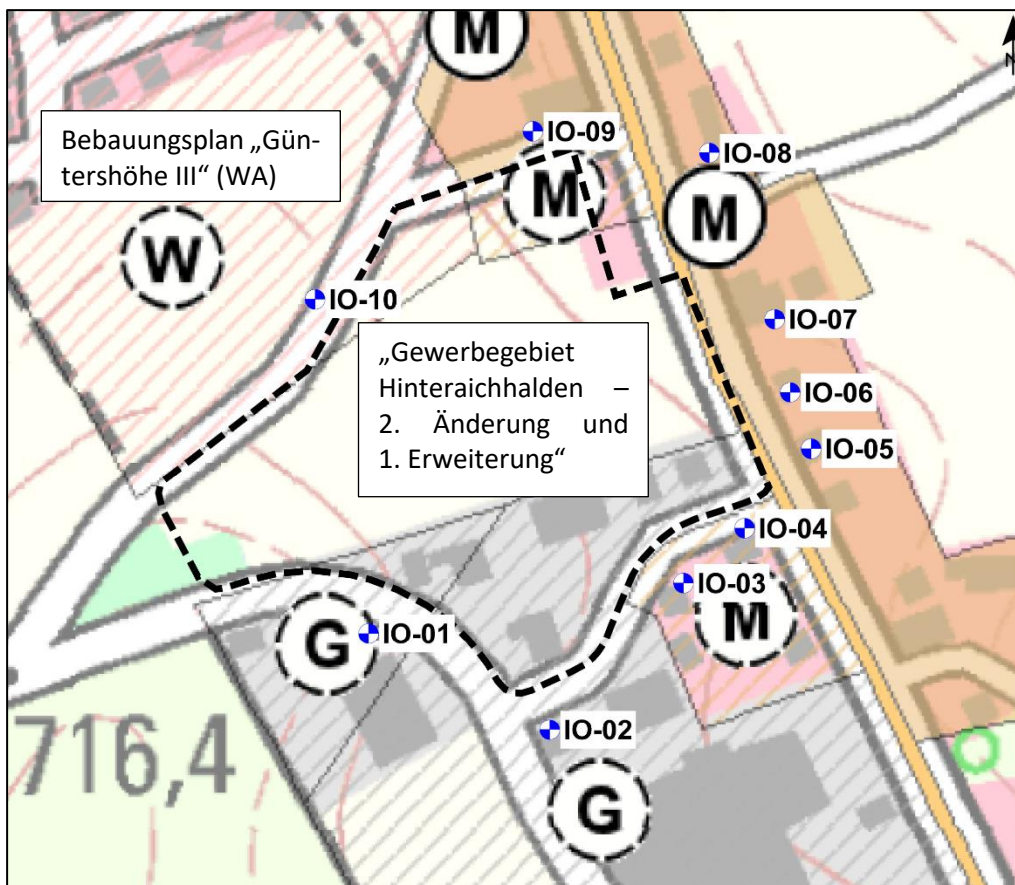 M
N
IO-09
IO-08
Bebauungsplan „Gün-
tershöhe III“ (WA)
M
M
W
IO-10
IO-07
„Gewerbegebiet
Hinteraichhalden –
2. Änderung und
1. Erweiterung“
IO-06
IO-05
IO-04
IO-03
M
G
IO-01
IO-02
716,4
G